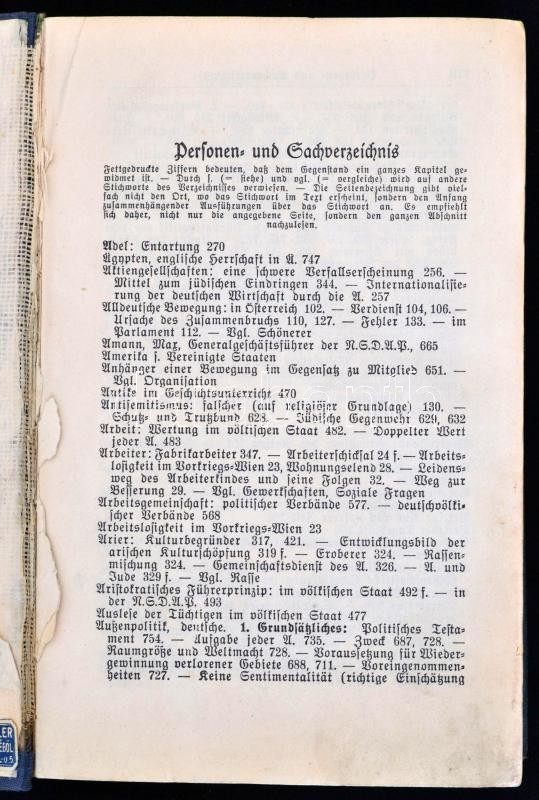 Personen- und Sachverzeichnis
Fettgedruckte Ziffern bedeuten, daß dem Gegenstand ein ganzes Kapitel ge-
widmet ist. — Durch s. (= siehe) und vgl. (= vergleiche) wird auf andere
Stichworte des Verzeichnisses verwiesen. — Die Seitenbezeichnung gibt viel-
fach nicht den Ort, wo das Stichwort im Text erscheint, sondern den Anfang
zusammenhängender Ausführungen über das Stichwort an. Es empfiehlt
sich daher, nicht nur die angegebene Seite, sondern den ganzen Abschnitt
nachzulesen.
Adel: Entartung 270
Ägypten, englische Herrschaft in Ä. 747
Aktiengesellschaften: eine schwere Verfallserscheinung 256. —
Mittel zum jüdischen Eindringen 344. — Internationalisie-
rung der deutschen Wirtschaft durch die A. 257
Alldeutsche Bewegung: in Österreich 102. — Verdienst 104, 106. —
Ursache des Zusammenbruchs 110, 127. — Fehler 133. — im
Parlament 112. — Vgl. Schönerer
Amann, Max, Generalgeschäftsführer der N.S.D.A.P., 665
Amerika s. Vereinigte Staaten
Anhänger einer Bewegung im Gegensatz zu Mitglied 651. —
Vgl. Organisation
Antike im Geschichtsunterricht 470
Antisemitismus: falscher (auf religiöser Grundlage) 130. —
Schutz- und Trutzbund 628. — Jüdische Gegenwehr 629, 632
Arbeit: Wertung im völkischen Staat 482. — Doppelter Wert
jeder A. 483
Arbeiter: Fabrikarbeiter 347. — Arbeiterschicksal 24 f. — Arbeits-
losigkeit im Vorkriegs-Wien 23, Wohnungselend 28. — Leidens-
weg des Arbeiterkindes und seine Folgen 32. — Weg zur
Besserung 29. — Vgl. Gewerkschaften, Soziale Fragen
Arbeitsgemeinschaft: politischer Verbände 577. — deutschvölki-
scher Verbände 568
Arbeitslosigkeit im Vorkriegs-Wien 23
Arier: Kulturbegründer 317, 421. — Entwicklungsbild der
arischen Kulturschöpfung 319 f. — Eroberer 324. — Rassen-
mischung 324. — Gemeinschaftsdienst des A. 326. — A. und
Jude 329 f. — Vgl. Rasse
Aristokratisches Führerprinzip: im völkischen Staat 492 f. — in
der N.S.D.A.P. 493
Auslese der Tüchtigen im völkischen Staat 477
Außenpolitik, deutsche. 1. Grundsätzliches: Politisches Testa-
ment 754. — Aufgabe jeder A. 735. — Zweck 687, 728. —
Raumgröße und Weltmacht 728. — Voraussetzung für Wieder-
gewinnung verlorener Gebiete 688, 711. — Voreingenommen-
heiten 727. — Keine Sentimentalität (richtige Einschätzung